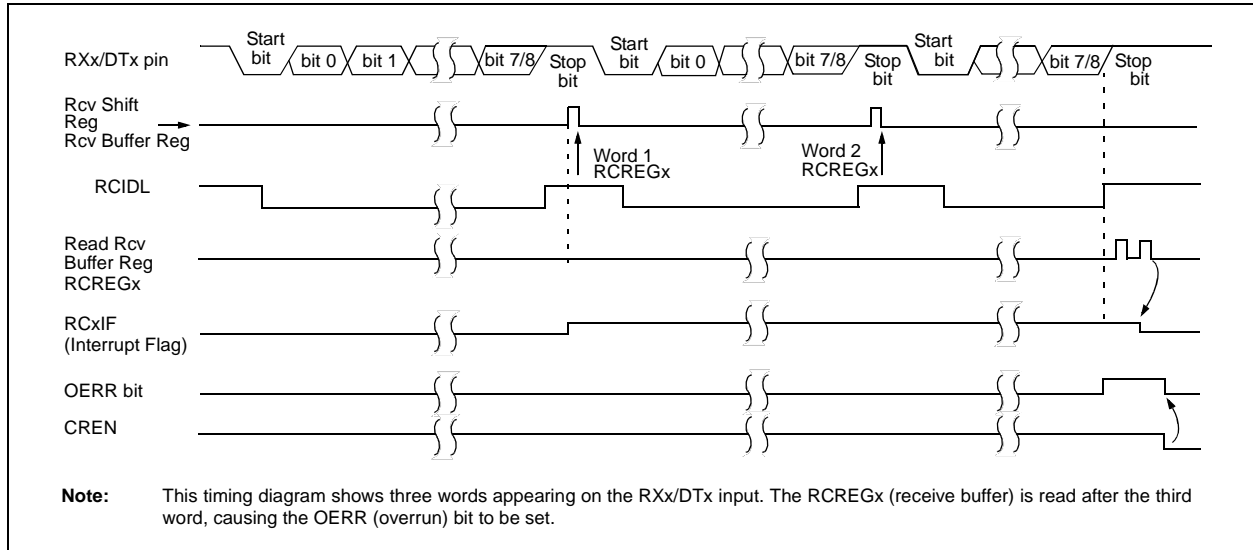 Start
bit
bit 0
bit 1
bit 7/8
Stop
bit
Start
bit
bit 0
bit 7/8
Stop
bit
Start
bit
bit 7/8
Stop
bit
RXx/DTx pin
Rcv Shift
Reg
Rcv Buffer Reg
Word 1
RCREGx
Word 2
RCREGx
RCIDL
Read Rcv
Buffer Reg
RCREGx
RCxIF
(Interrupt Flag)
OERR bit
CREN
Note: This timing diagram shows three words appearing on the RXx/DTx input. The RCREGx (receive buffer) is read after the third
word, causing the OERR (overrun) bit to be set.